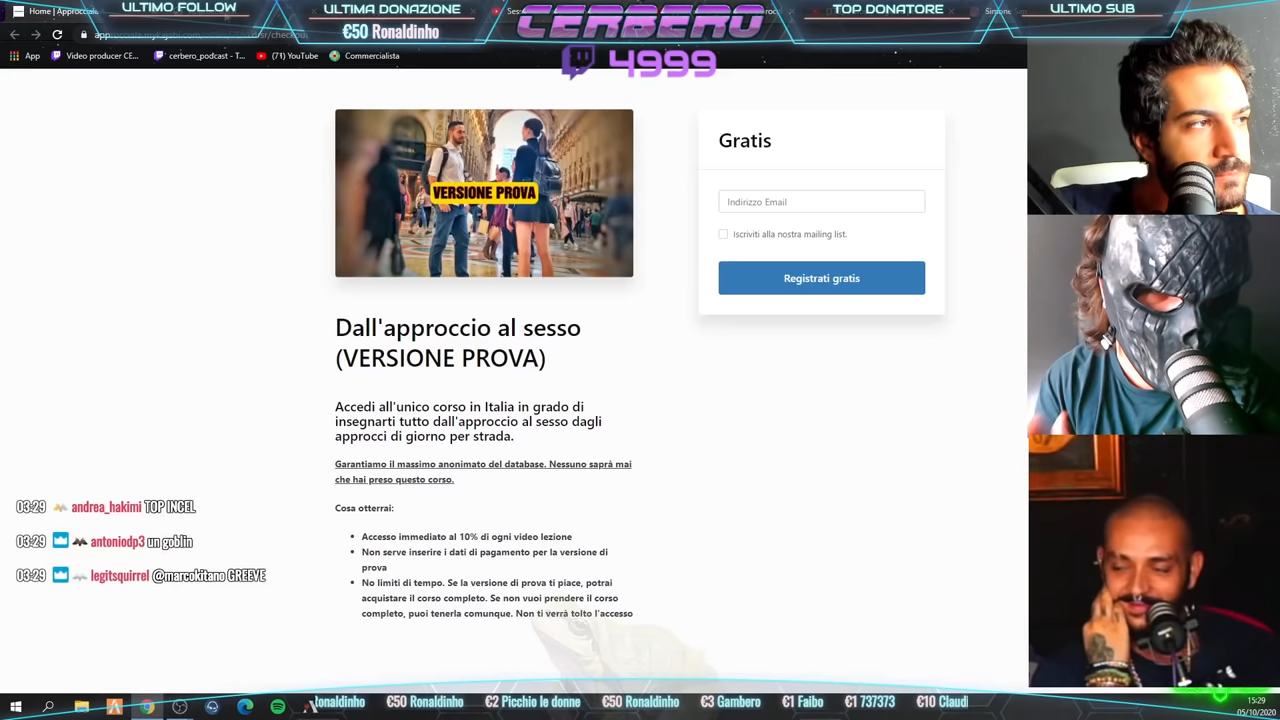 ULTIMO FOLLOW
ULTIMA DONAZIONE
€50 Ronaldinho
CERBERO
4999
TOP DONATORE
ULTIMO SUB
Home | Approcciale
App
Video producer CE...
cerbero_podcast - T...
(71) YouTube
Commercialista
VERSIONE PROVA
Gratis
Indirizzo Email
Iscriviti alla nostra mailing list.
Registrati gratis
Dall'approccio al sesso
(VERSIONE PROVA)
Accedi all'unico corso in Italia in grado di
insegnarti tutto dall'approccio al sesso dagli
approcci di giorno per strada.
Garantiamo il massimo anonimato del database. Nessuno saprà mai
che hai preso questo corso.
Cosa otterrai:
• Accesso immediato al 10% di ogni video lezione
• Non serve inserire i dati di pagamento per la versione di
prova
• No limiti di tempo. Se la versione di prova ti piace, potrai
acquistare il corso completo. Se non vuoi prendere il corso
completo, puoi tenerla comunque. Non ti verrà tolto l'accesso
03:29 andrea_hakimi TOP INCEL
03:29 antoniodp3 un goblin
03:29 legitsquirrel @marcokitano GREEVE
tonaldinho €50 Ronaldinho €2 Picchio le donne €50 Ronaldinho €3 Gambero €1 Faibo €1 737373 €10 Claudi
15:29
05/10/2020